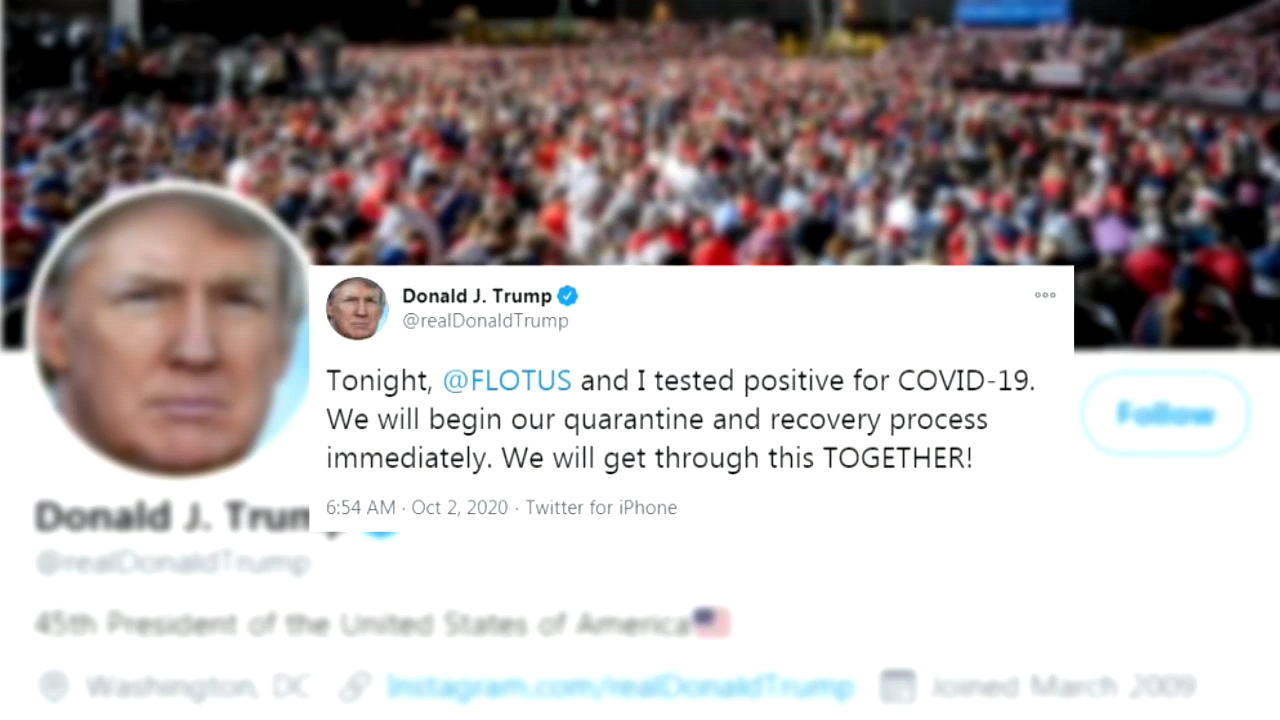 Donald J. Trump
@realDonaldTrump
Tonight, @FLOTUS and I tested positive for COVID-19.
We will begin our quarantine and recovery process
immediately. We will get through this TOGETHER!
6:54 AM · Oct 2, 2020 · Twitter for iPhone
Follow
Donald J. Trump
@realDonaldTrump
45th President of the United States of America
Washington, DC Instagram.com/realDonaldTrump Joined March 2009